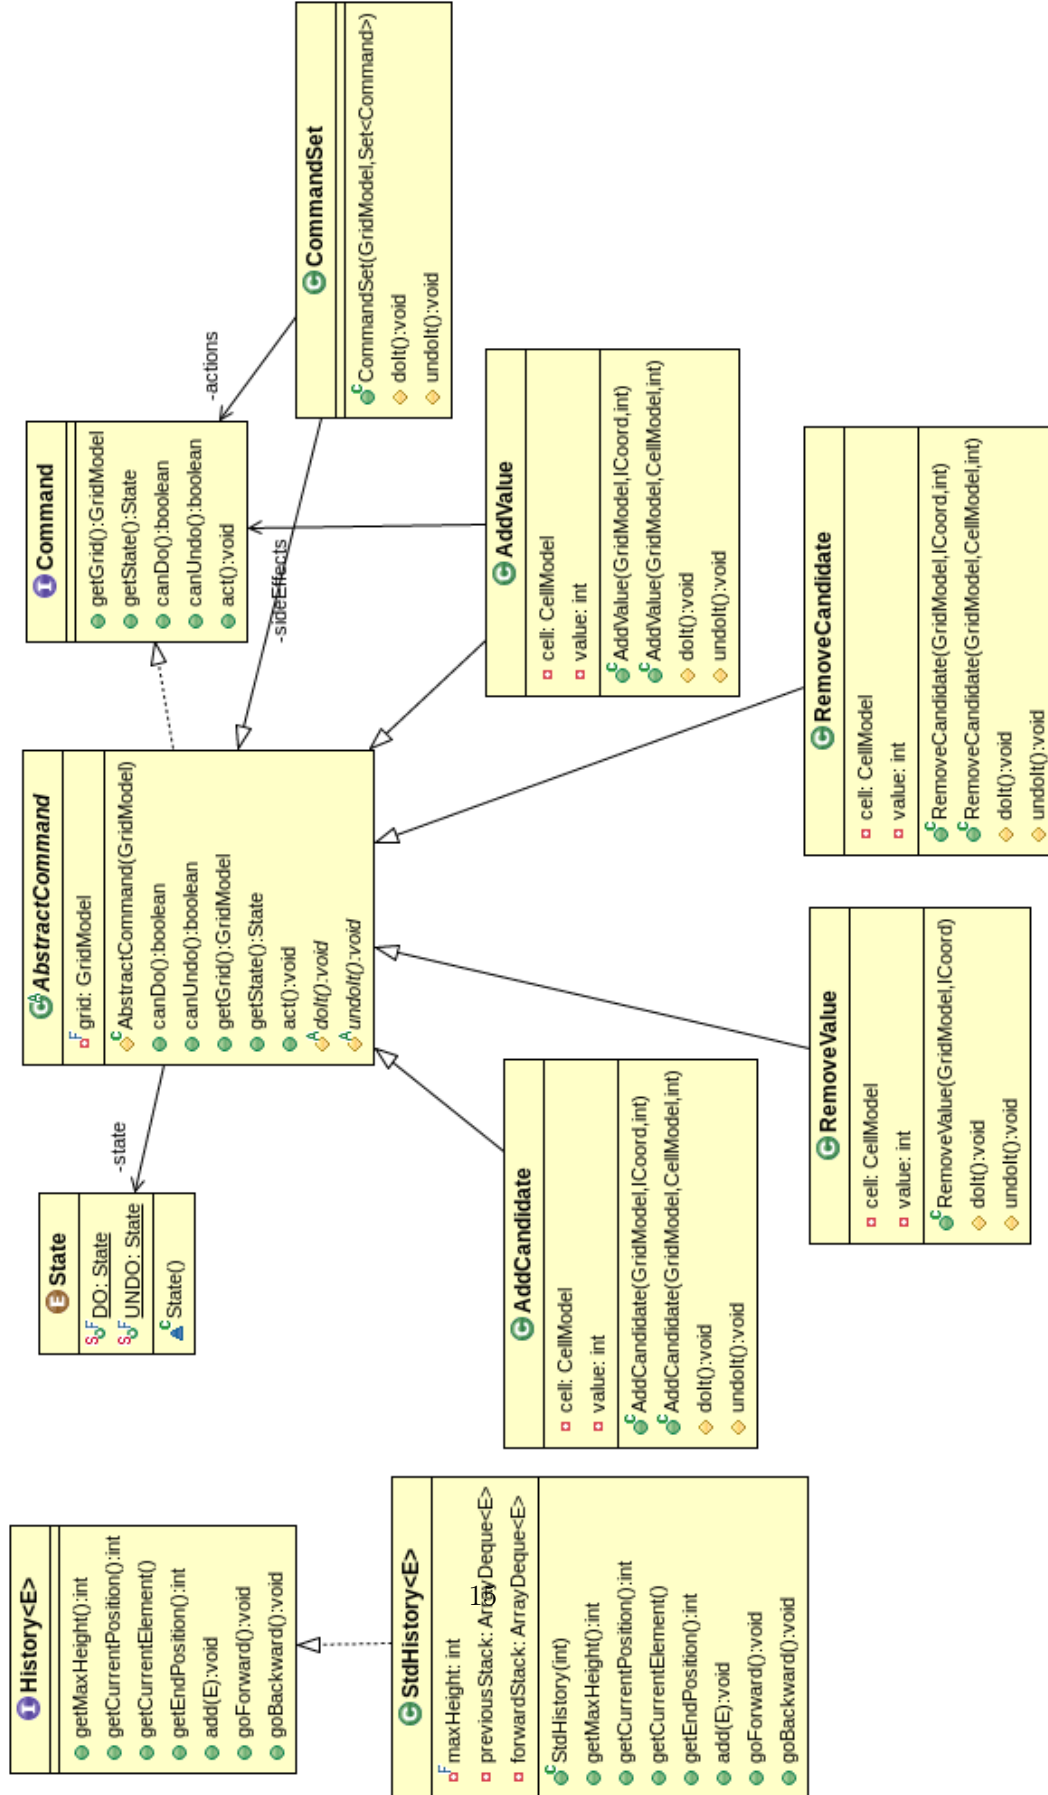 History<E>
getMaxHeight():int
getCurrentPosition():int
getCurrentElement()
getEndPosition():int
add(E):void
goForward():void
goBackward():void
StdHistory<E>
maxHeight: int
previousStack: ArrayDeque<E>
forwardStack: ArrayDeque<E>
StdHistory(int)
getMaxHeight():int
getCurrentPosition():int
getCurrentElement()
getEndPosition():int
add(E):void
goForward():void
goBackward():void
State
DO: State
UNDO: State
State()
-state
AbstractCommand
grid: GridModel
AbstractCommand(GridModel)
canDo():boolean
canUndo():boolean
getGrid():GridModel
getState():State
act():void
doIt():void
undoIt():void
Command
getGrid():GridModel
getState():State
canDo():boolean
canUndo():boolean
act():void
-actions
-sideEffects
CommandSet
CommandSet(GridModel,Set<Command>)
doIt():void
undoIt():void
AddCandidate
cell: CellModel
value: int
AddCandidate(GridModel,ICoord,int)
AddCandidate(GridModel,CellModel,int)
doIt():void
undoIt():void
AddValue
cell: CellModel
value: int
AddValue(GridModel,ICoord,int)
AddValue(GridModel,CellModel,int)
doIt():void
undoIt():void
RemoveValue
cell: CellModel
value: int
RemoveValue(GridModel,ICoord)
doIt():void
undoIt():void
RemoveCandidate
cell: CellModel
value: int
RemoveCandidate(GridModel,ICoord,int)
RemoveCandidate(GridModel,CellModel,int)
doIt():void
undoIt():void